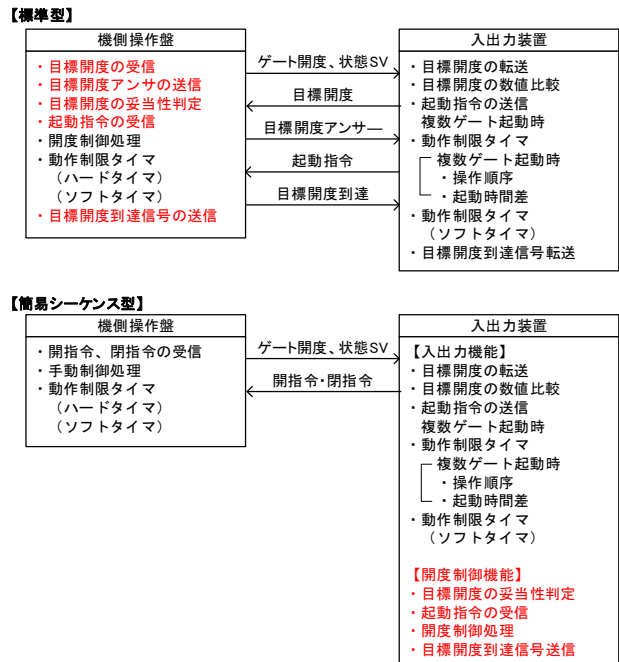 【標準型】
機側操作盤
・目標開度の受信
・目標開度アンサの送信
・目標開度の妥当性判定
・起動指令の受信
・開度制御処理
・動作制限タイマ
（ハードタイマ）
（ソフトタイマ）
・目標開度到達信号の送信
ゲート開度、状態SV
目標開度
目標開度アンサ―
起動指令
目標開度到達
入出力装置
・目標開度の転送
・目標開度の数値比較
・起動指令の送信
複数ゲート起動時
・動作制限タイマ
複数ゲート起動時
・操作順序
・起動時間差
・動作制限タイマ
（ソフトタイマ）
・目標開度到達信号転送
【簡易シーケンス型】
機側操作盤
・開指令、閉指令の受信
・手動制御処理
・動作制限タイマ
（ハードタイマ）
（ソフトタイマ）
ゲート開度、状態SV
開指令・閉指令
入出力装置
【入出力機能】
・目標開度の転送
・目標開度の数値比較
・起動指令の送信
複数ゲート起動時
・動作制限タイマ
複数ゲート起動時
・操作順序
・起動時間差
・動作制限タイマ
（ソフトタイマ）
【開度制御機能】
・目標開度の妥当性判定
・起動指令の受信
・開度制御処理
・目標開度到達信号送信